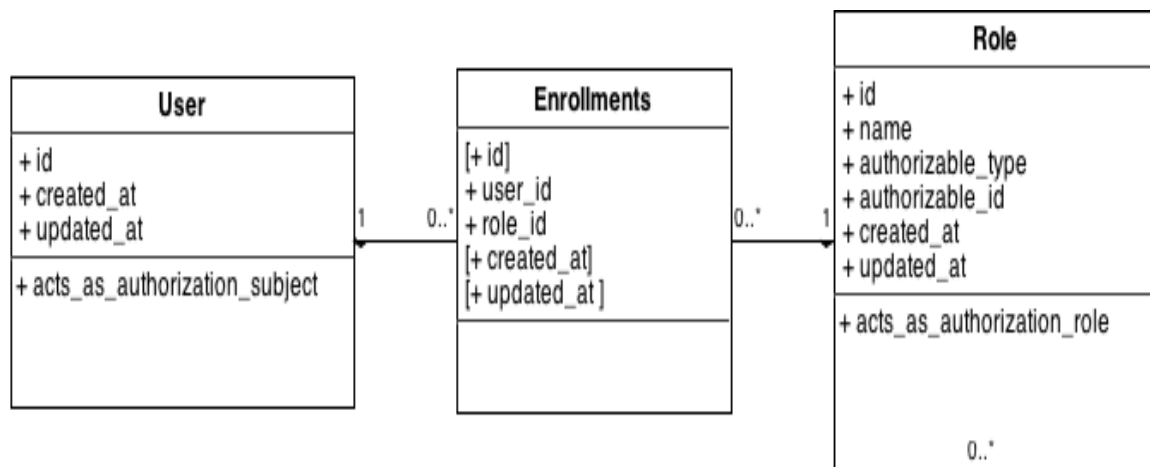 User
+ id
+ created_at
+ updated_at
+ acts_as_authorization_subject
1
0..*
Enrollments
[+ id]
+ user_id
+ role_id
[+ created_at]
[+ updated_at ]
0..*
1
Role
+ id
+ name
+ authorizable_type
+ authorizable_id
+ created_at
+ updated_at
+ acts_as_authorization_role
0..*